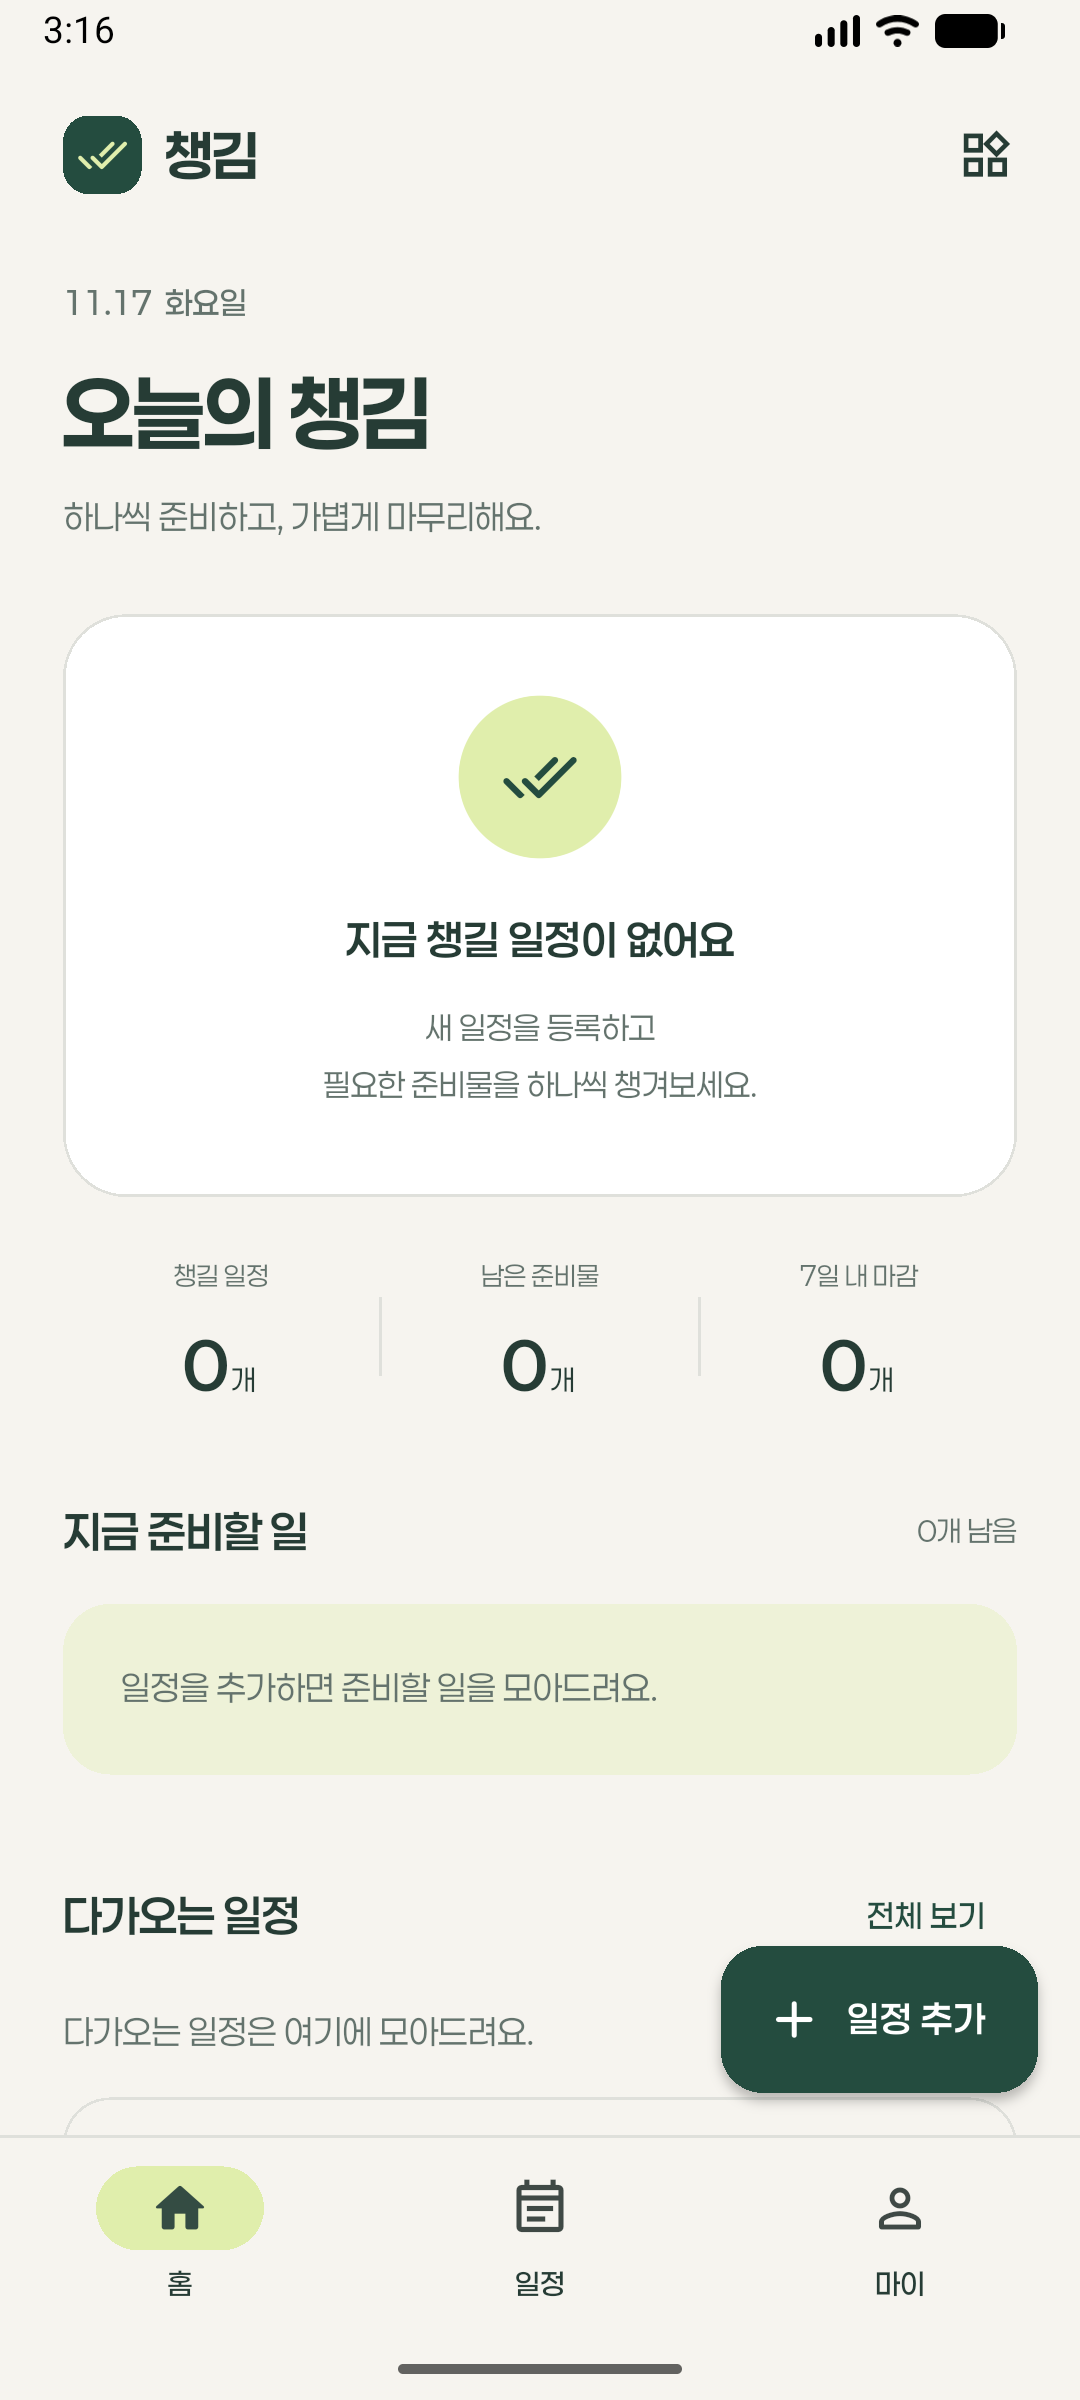 3:16
챙김
11.17 화요일
오늘의 챙김
하나씩 준비하고, 가볍게 마무리해요.
지금 챙길 일정이 없어요
새 일정을 등록하고
필요한 준비물을 하나씩 챙겨보세요.
챙길 일정
남은 준비물
7일 내 마감
0개
0개
0개
지금 준비할 일
0개 남음
일정을 추가하면 준비할 일을 모아드려요.
다가오는 일정
전체 보기
다가오는 일정은 여기에 모아드려요.
일정 추가
홈
일정
마이